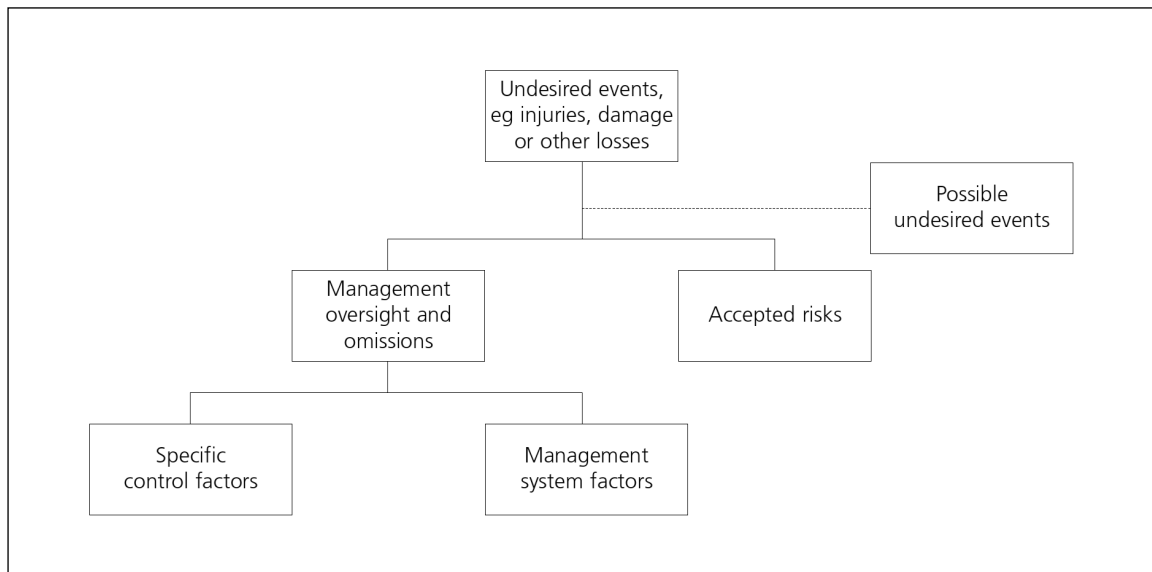 Undesired events,
eg injuries, damage
or other losses
Possible
undesired events
Management
oversight and
omissions
Accepted risks
Specific
control factors
Management
system factors